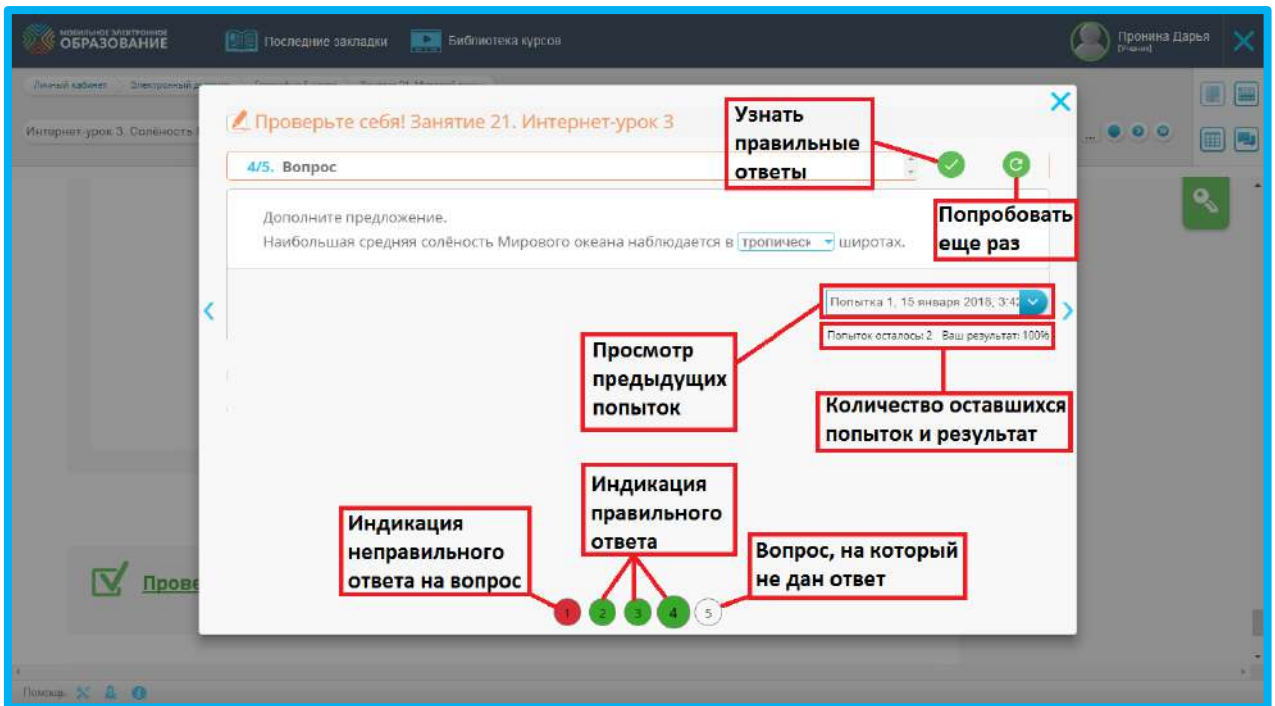 МОБИЛЬНОЕ ЭЛЕКТРОННОЕ
ОБРАЗОВАНИЕ
Последние закладки
Библиотека курсов
Пронина Дарья
[Ученик]
Личный кабинет
Интернет-урок 3. Солёность
Проверьте себя! Занятие 21. Интернет-урок 3
4/5. Вопрос
Узнать
правильные
ответы
Попробовать
еще раз
Дополните предложение.
Наибольшая средняя солёность Мирового океана наблюдается в тропическ широтах.
Попытка 1, 15 января 2018, 3:42
Попыток осталось: 2 Ваш результат: 100%
Просмотр
предыдущих
попыток
Количество оставшихся
попыток и результат
Индикация
правильного
ответа
Индикация
неправильного
ответа на вопрос
Вопрос, на который
не дан ответ
1 2 3 4 5
Прове
Помощь: